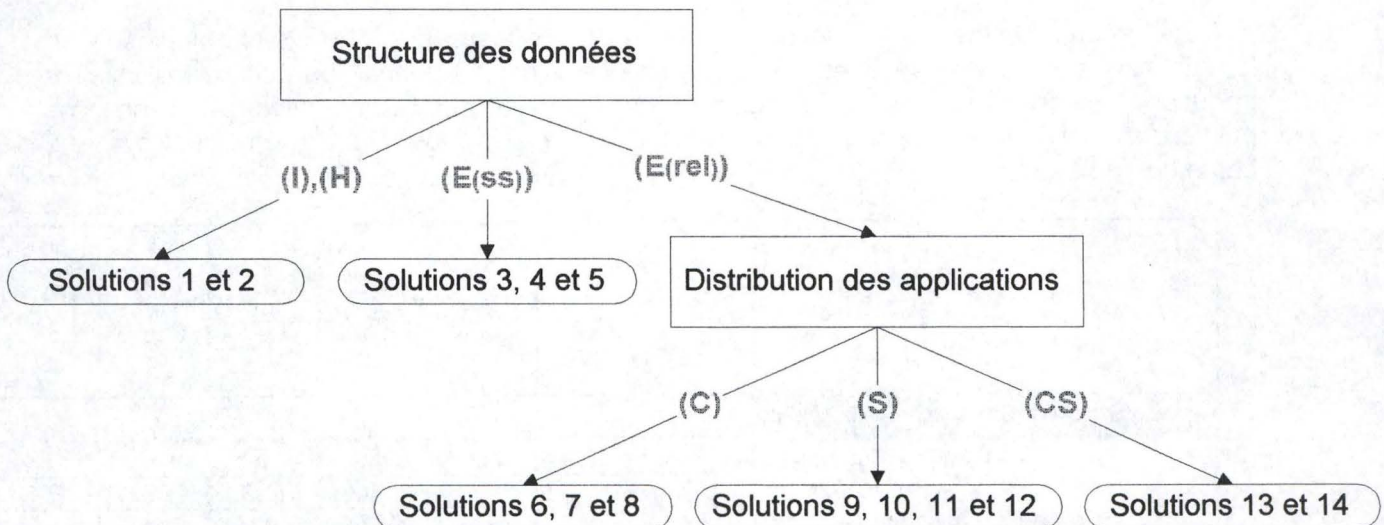 Structure des données
(I),(H)
(E(ss))
(E(rel))
Solutions 1 et 2
Solutions 3, 4 et 5
Distribution des applications
(C)
(S)
(CS)
Solutions 6, 7 et 8
Solutions 9, 10, 11 et 12
Solutions 13 et 14